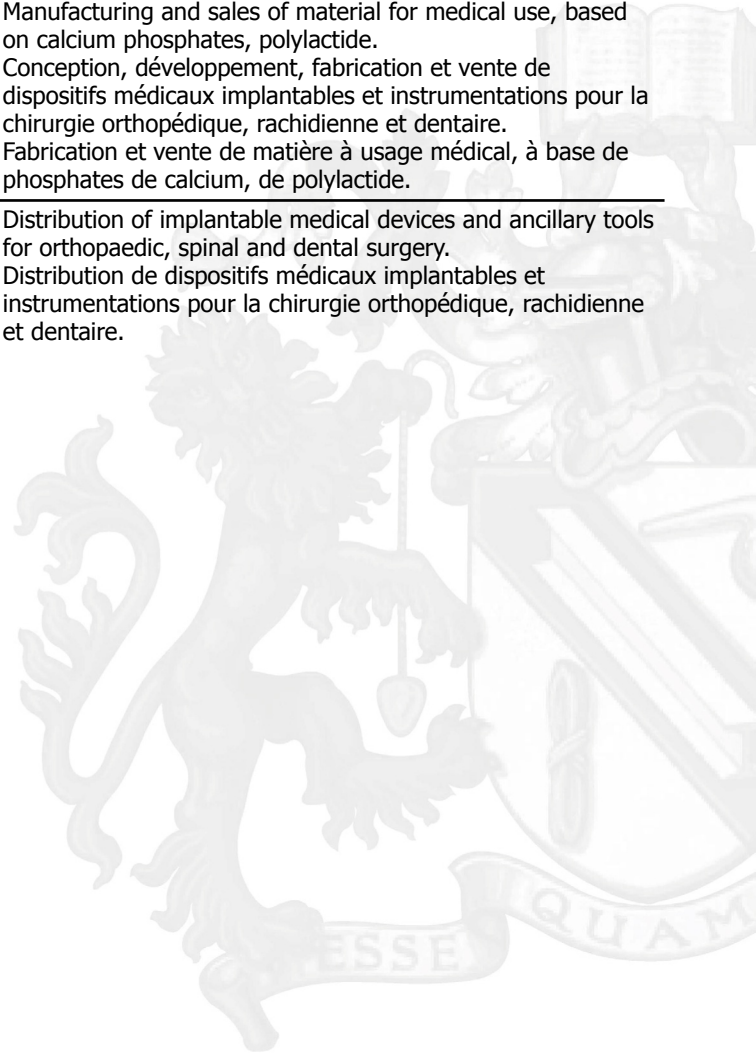 Manufacturing and sales of material for medical use, based
on calcium phosphates, polylactide.
Conception, développement, fabrication et vente de
dispositifs médicaux implantables et instrumentations pour la
chirurgie orthopédique, rachidienne et dentaire.
Fabrication et vente de matière à usage médical, à base de
phosphates de calcium, de polylactide.
Distribution of implantable medical devices and ancillary tools
for orthopaedic, spinal and dental surgery.
Distribution de dispositifs médicaux implantables et
instrumentations pour la chirurgie orthopédique, rachidienne
et dentaire.
ESSE QUAM